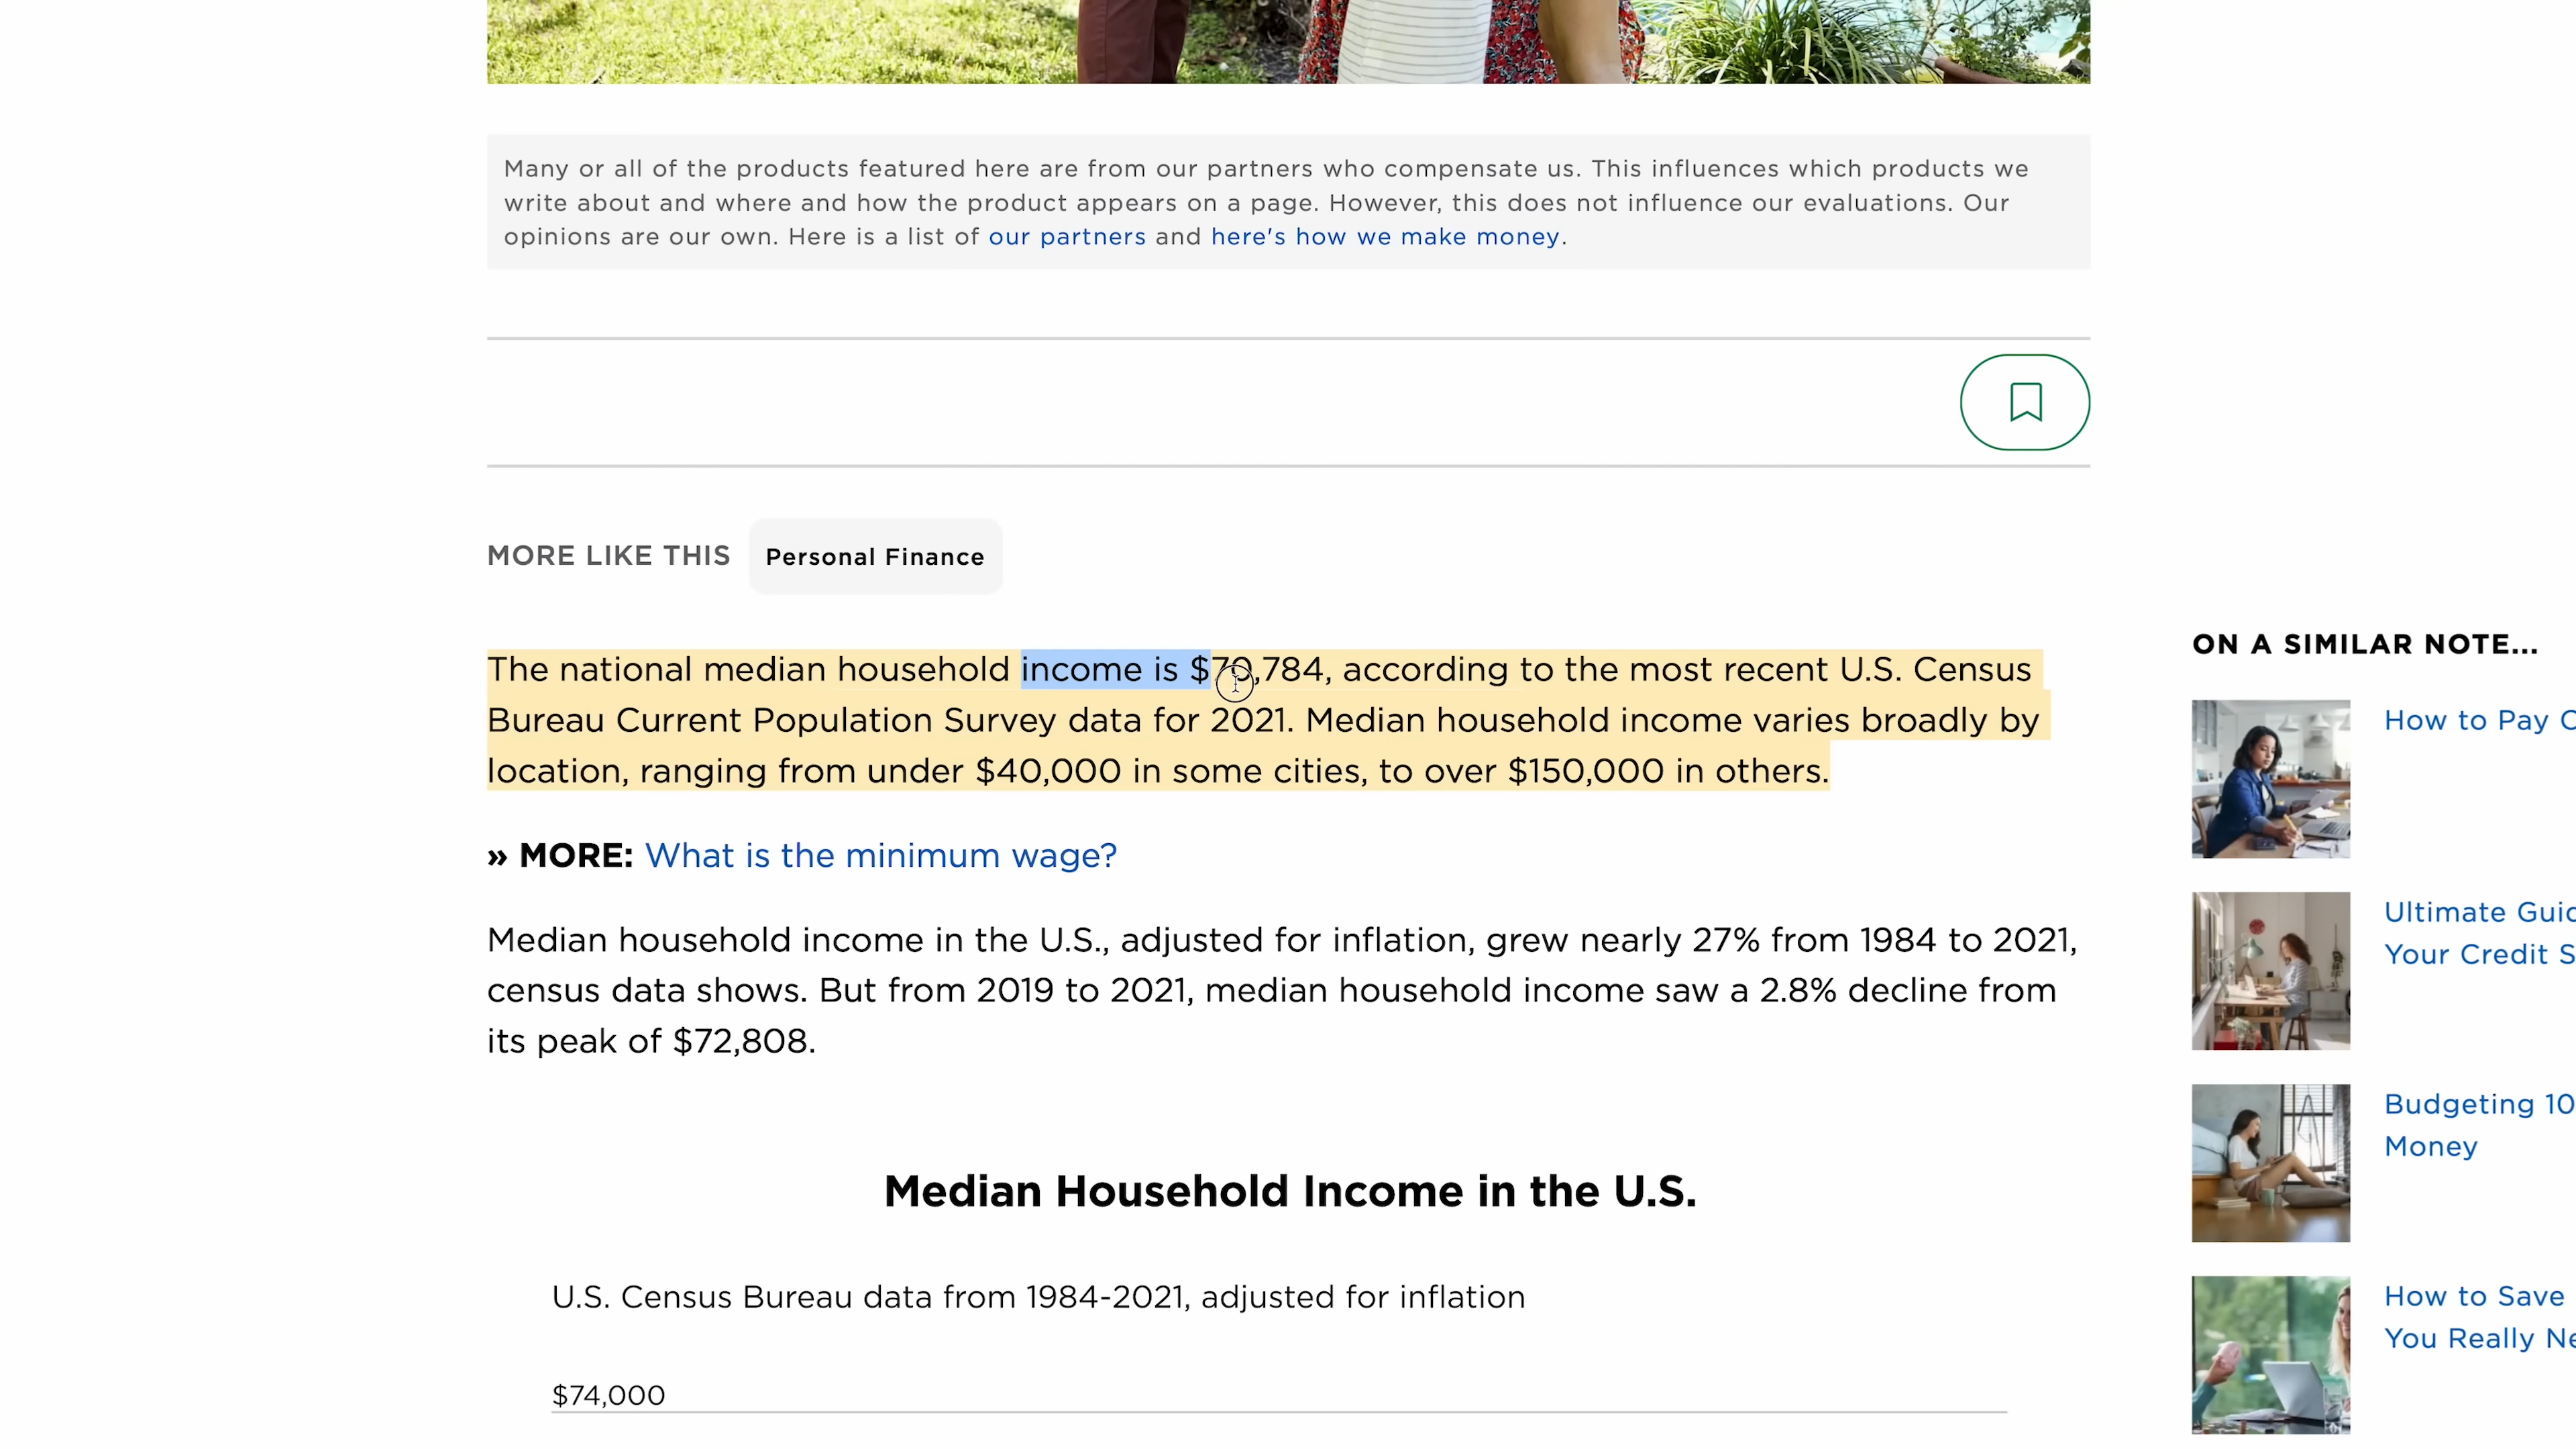 Many or all of the products featured here are from our partners who compensate us. This influences which products we
write about and where and how the product appears on a page. However, this does not influence our evaluations. Our
opinions are our own. Here is a list of our partners and here's how we make money.
MORE LIKE THIS Personal Finance
The national median household income is $70,784, according to the most recent U.S. Census
Bureau Current Population Survey data for 2021. Median household income varies broadly by
location, ranging from under $40,000 in some cities, to over $150,000 in others.
» MORE: What is the minimum wage?
Median household income in the U.S., adjusted for inflation, grew nearly 27% from 1984 to 2021,
census data shows. But from 2019 to 2021, median household income saw a 2.8% decline from
its peak of $72,808.
Median Household Income in the U.S.
U.S. Census Bureau data from 1984-2021, adjusted for inflation
$74,000
ON A SIMILAR NOTE...
How to Pay
Ultimate
Your Credit
Budgeting
Money
How to Save
You Really